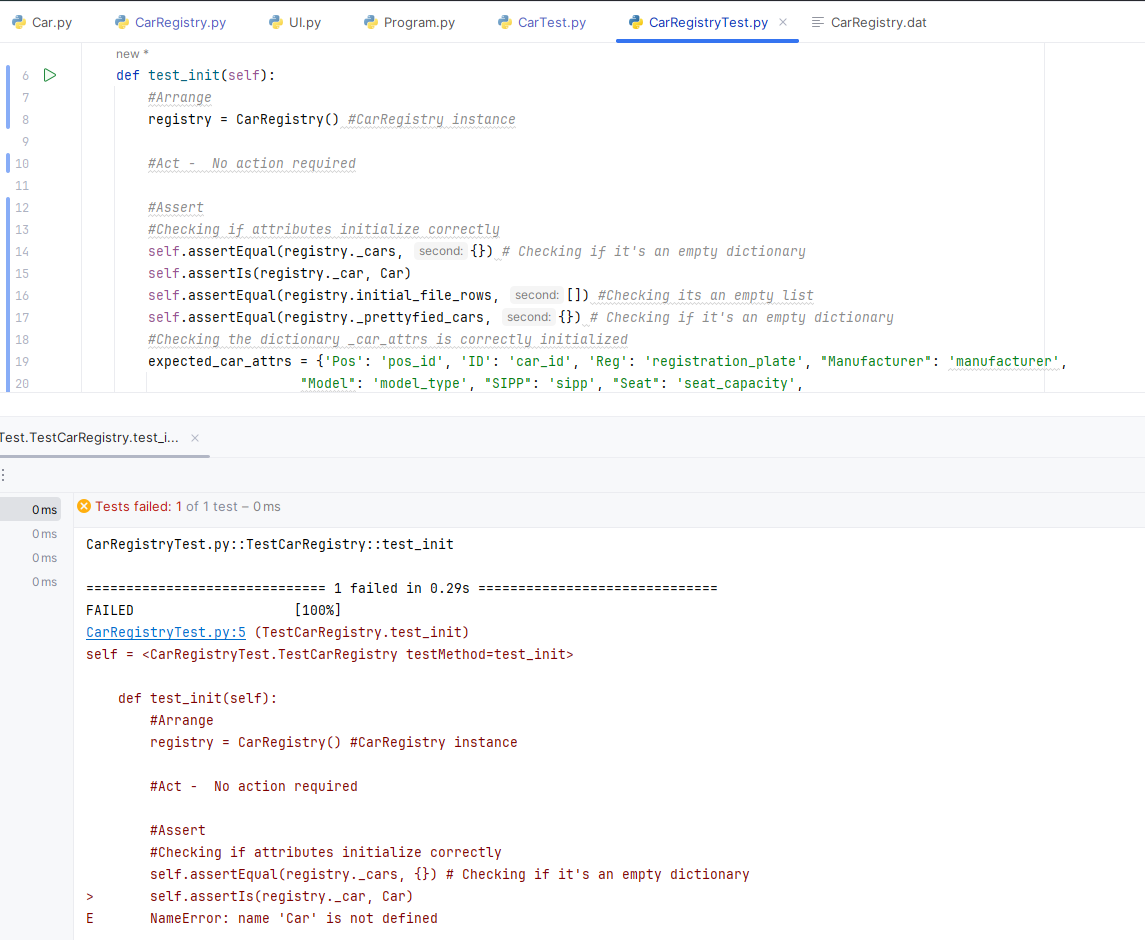 Car.py CarRegistry.py UI.py Program.py CarTest.py CarRegistryTest.py × CarRegistry.dat
new *
6 def test_init(self):
7 #Arrange
8 registry = CarRegistry() #CarRegistry instance
9
10 #Act -  No action required
11
12 #Assert
13 #Checking if attributes initialize correctly
14 self.assertEqual(registry._cars, second: {}) # Checking if it's an empty dictionary
15 self.assertIs(registry._car, Car)
16 self.assertEqual(registry.initial_file_rows, second: []) #Checking its an empty list
17 self.assertEqual(registry._prettyfied_cars, second: {}) # Checking if it's an empty dictionary
18 #Checking the dictionary _car_attrs is correctly initialized
19 expected_car_attrs = {'Pos': 'pos_id', 'ID': 'car_id', 'Reg': 'registration_plate', "Manufacturer": 'manufacturer',
20 "Model": 'model_type', "SIPP": 'sipp', "Seat": 'seat_capacity',
Test.TestCarRegistry.test_i... ×
0 ms Tests failed: 1 of 1 test – 0 ms
0 ms
0 ms
0 ms
CarRegistryTest.py::TestCarRegistry::test_init
============================== 1 failed in 0.29s ==============================
FAILED [100%]
CarRegistryTest.py:5 (TestCarRegistry.test_init)
self = <CarRegistryTest.TestCarRegistry testMethod=test_init>
def test_init(self):
#Arrange
registry = CarRegistry() #CarRegistry instance
#Act -  No action required
#Assert
#Checking if attributes initialize correctly
self.assertEqual(registry._cars, {}) # Checking if it's an empty dictionary
> self.assertIs(registry._car, Car)
E NameError: name 'Car' is not defined